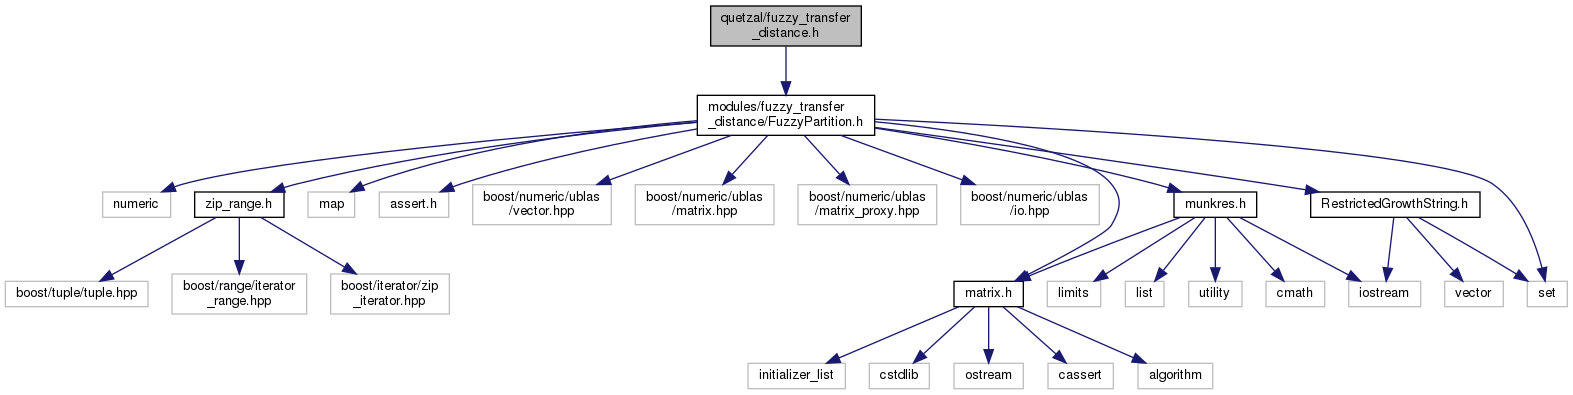 quetzal/fuzzy_transfer
_distance.h
modules/fuzzy_transfer
_distance/FuzzyPartition.h
numeric
zip_range.h
map
assert.h
boost/numeric/ublas
/vector.hpp
boost/numeric/ublas
/matrix.hpp
boost/numeric/ublas
/matrix_proxy.hpp
boost/numeric/ublas
/io.hpp
munkres.h
RestrictedGrowthString.h
boost/tuple/tuple.hpp
boost/range/iterator
_range.hpp
boost/iterator/zip
_iterator.hpp
matrix.h
limits
list
utility
cmath
iostream
vector
set
initializer_list
cstdlib
ostream
cassert
algorithm